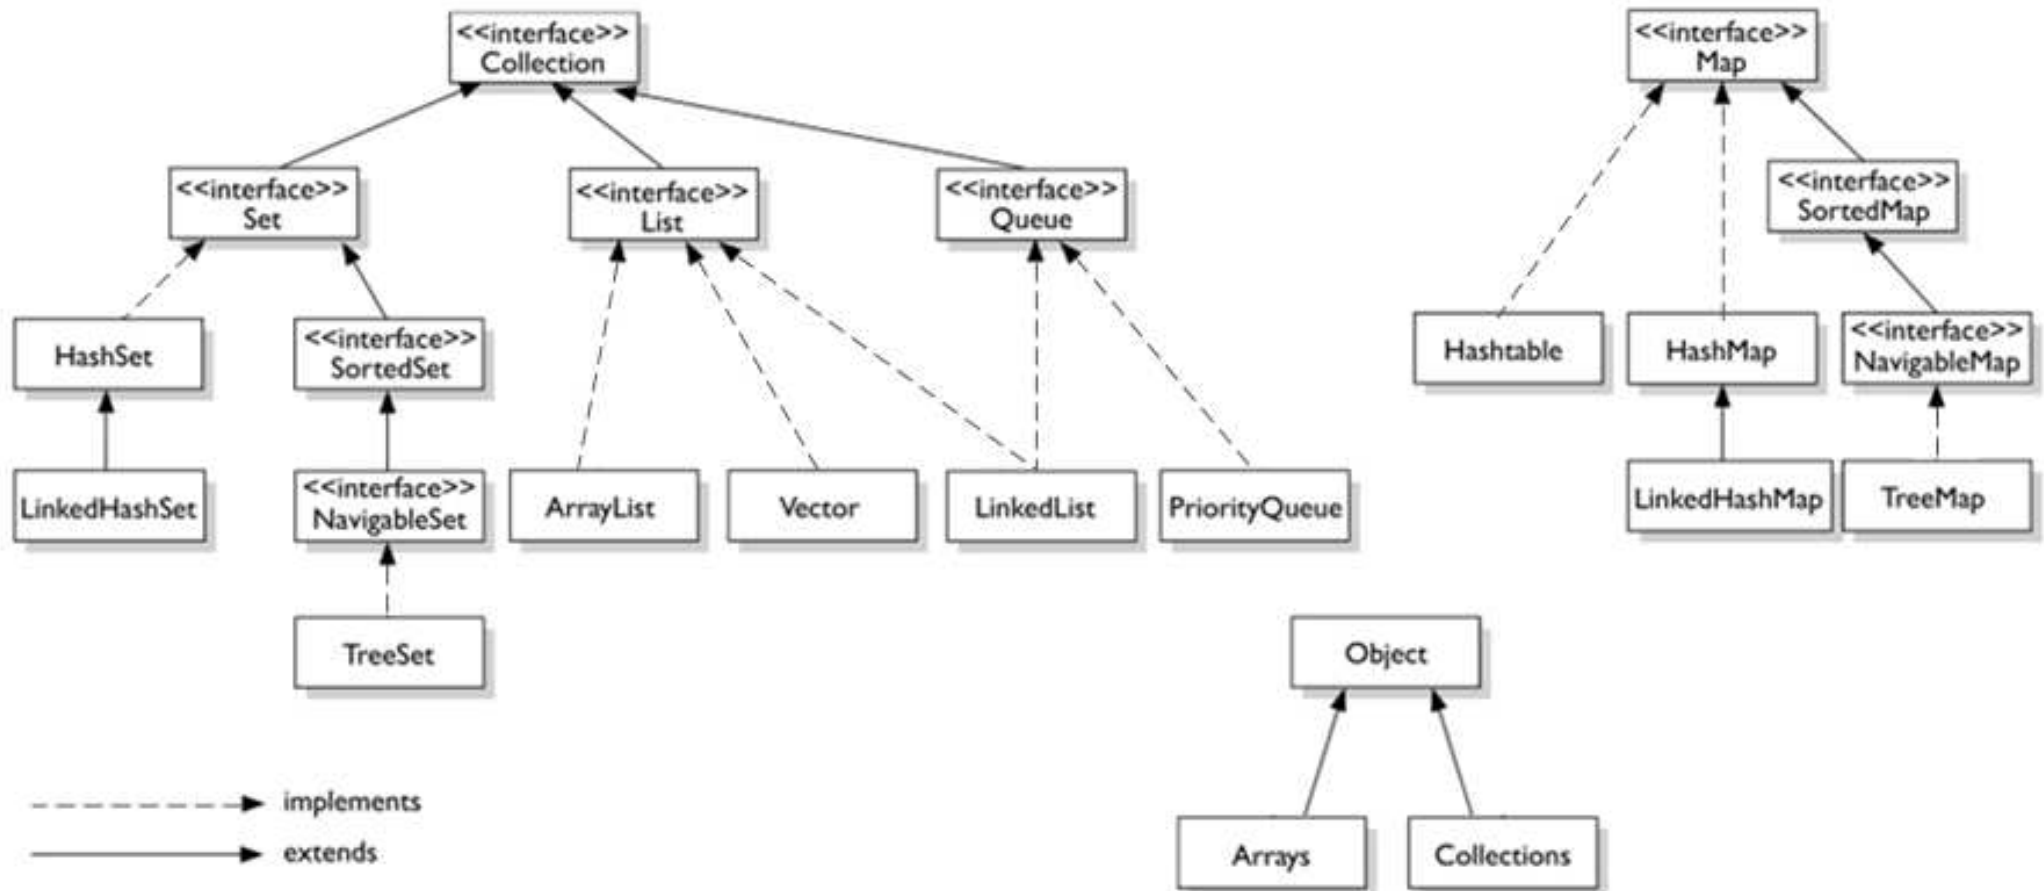 <<interface>>
Collection
<<interface>>
Map
<<interface>>
Set
<<interface>>
List
<<interface>>
Queue
<<interface>>
SortedMap
HashSet
<<interface>>
SortedSet
Hashtable
HashMap
<<interface>>
NavigableMap
LinkedHashSet
<<interface>>
NavigableSet
ArrayList
Vector
LinkedList
PriorityQueue
LinkedHashMap
TreeMap
TreeSet
Object
implements
extends
Arrays
Collections